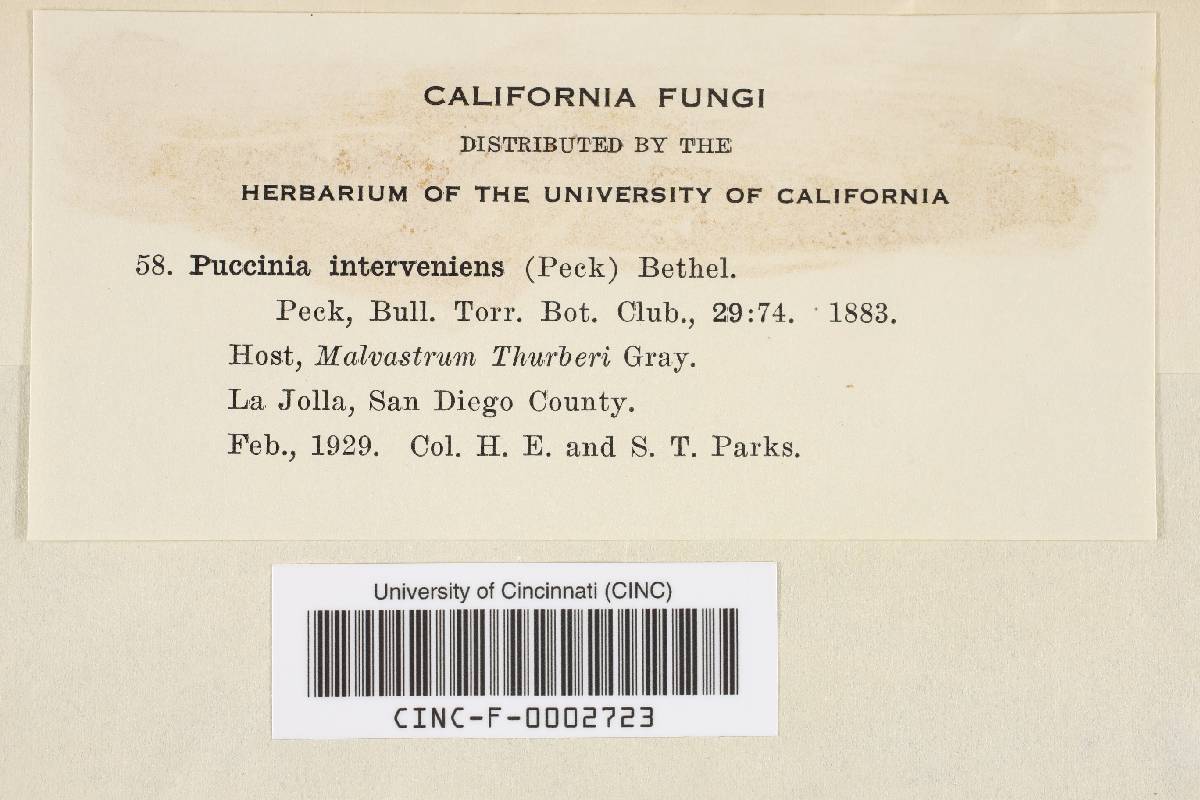 CALIFORNIA FUNGI
DISTRIBUTED BY THE
HERBARIUM OF THE UNIVERSITY OF CALIFORNIA
58. Puccinia interveniens (Peck) Bethel.
Peck, Bull. Torr. Bot. Club., 29:74. 1883.
Host, Malvastrum Thurberi Gray.
La Jolla, San Diego County.
Feb., 1929. Col. H. E. and S. T. Parks.
University of Cincinnati (CINC)
CINC-F-0002723